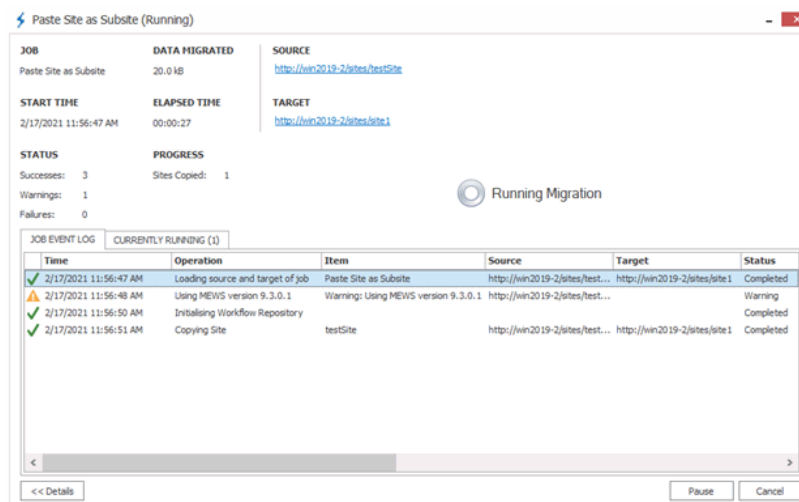 Paste Site as Subsite (Running)
JOB DATA MIGRATED SOURCE
Paste Site as Subsite 20.0 kB http://win2019-2/sites/testSite
START TIME ELAPSED TIME TARGET
2/17/2021 11:56:47 AM 00:00:27 http://win2019-2/sites/site1
STATUS PROGRESS
Successes: 3 Sites Copied: 1
Warnings: 1
Failures: 0
Running Migration
JOB EVENT LOG CURRENTLY RUNNING (1)
Time Operation Item Source Target Status
2/17/2021 11:56:47 AM Loading source and target of job Paste Site as Subsite http://win2019-2/sites/test... http://win2019-2/sites/site1 Completed
2/17/2021 11:56:48 AM Using MEWS version 9.3.0.1 Warning: Using MEWS version 9.3.0.1 http://win2019-2/sites/test... Warning
2/17/2021 11:56:50 AM Initialising Workflow Repository Completed
2/17/2021 11:56:51 AM Copying Site testSite http://win2019-2/sites/test... http://win2019-2/sites/site1 Completed
<< Details Pause Cancel